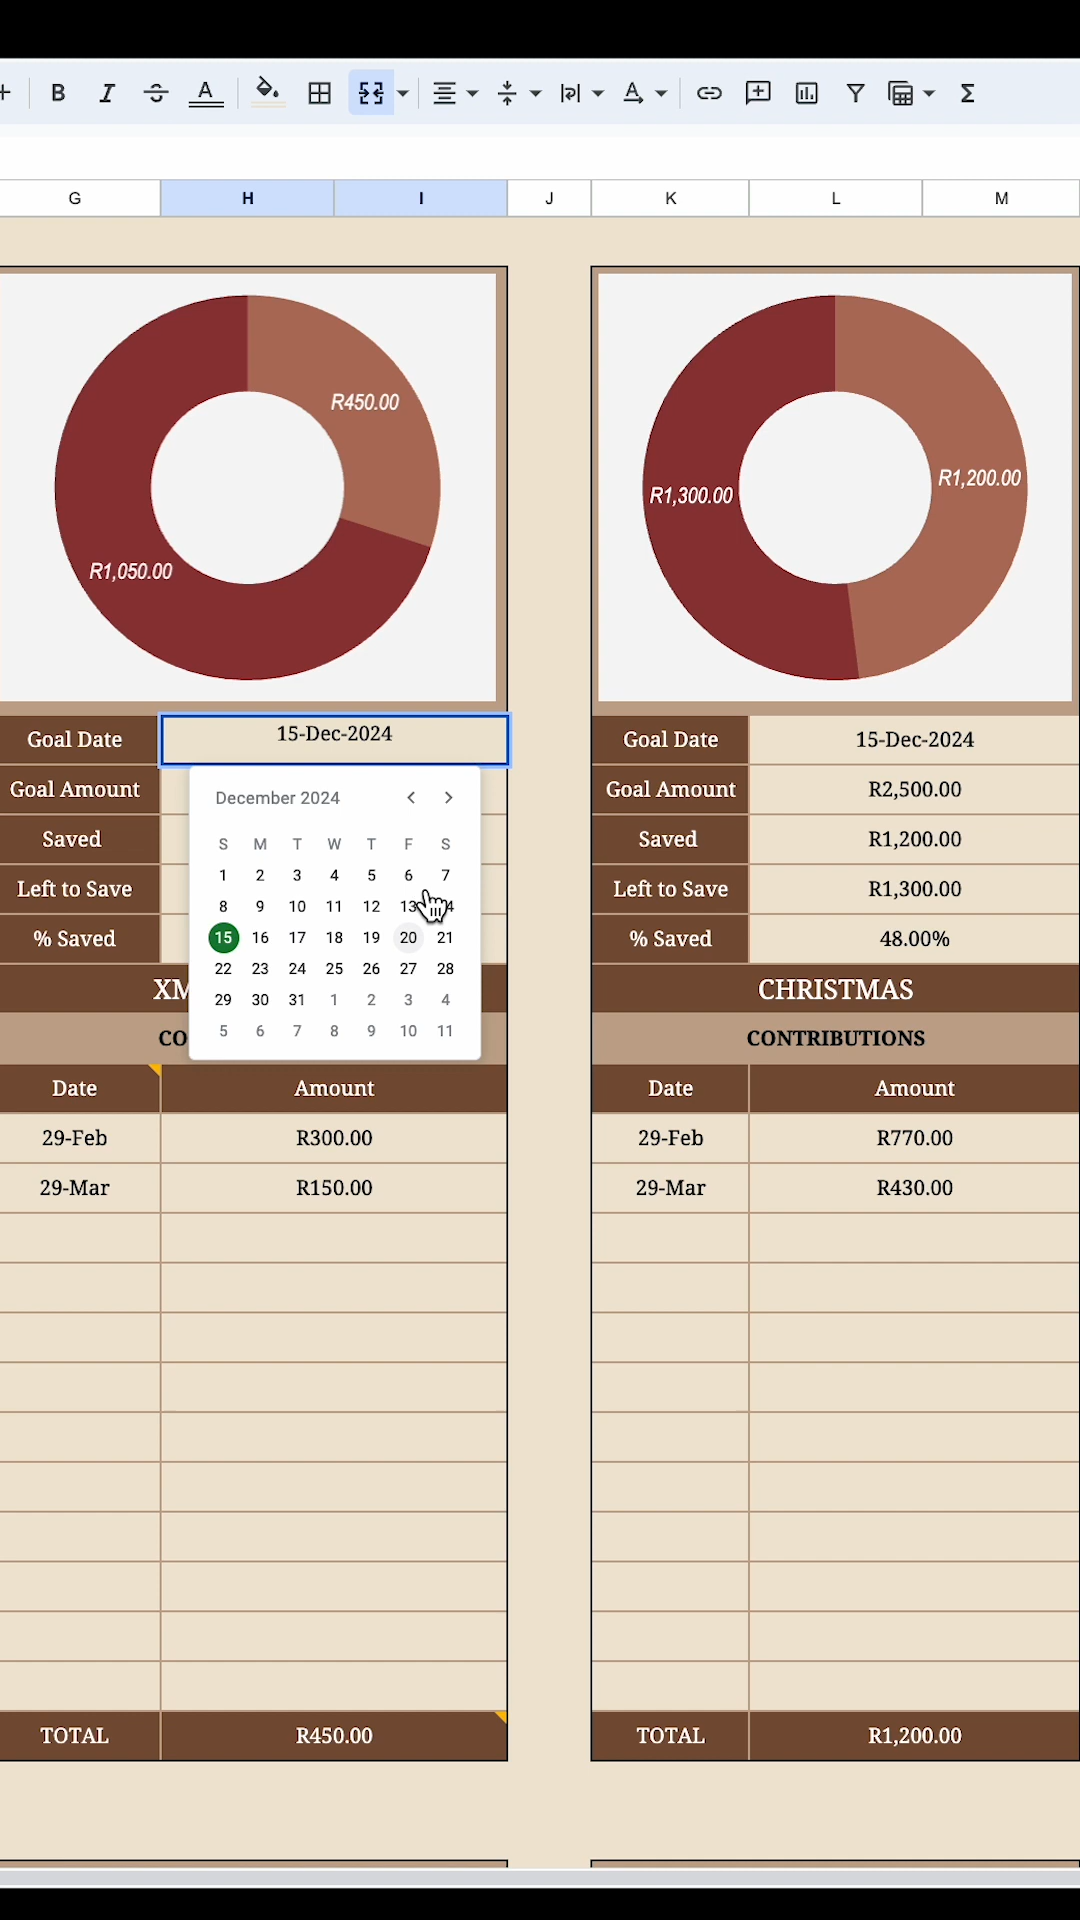 B I S A A Σ
G H I J K L M
R450.00
R1,050.00
R1,200.00
R1,300.00
Goal Date 15-Dec-2024
Goal Amount
Saved
Left to Save
% Saved
December 2024
S M T W T F S
1 2 3 4 5 6 7
8 9 10 11 12 13
15 16 17 18 19 20 21
22 23 24 25 26 27 28
29 30 31 1 2 3 4
5 6 7 8 9 10 11
Date Amount
29-Feb R300.00
29-Mar R150.00
TOTAL R450.00
Goal Date 15-Dec-2024
Goal Amount R2,500.00
Saved R1,200.00
Left to Save R1,300.00
% Saved 48.00%
CHRISTMAS
CONTRIBUTIONS
Date Amount
29-Feb R770.00
29-Mar R430.00
TOTAL R1,200.00